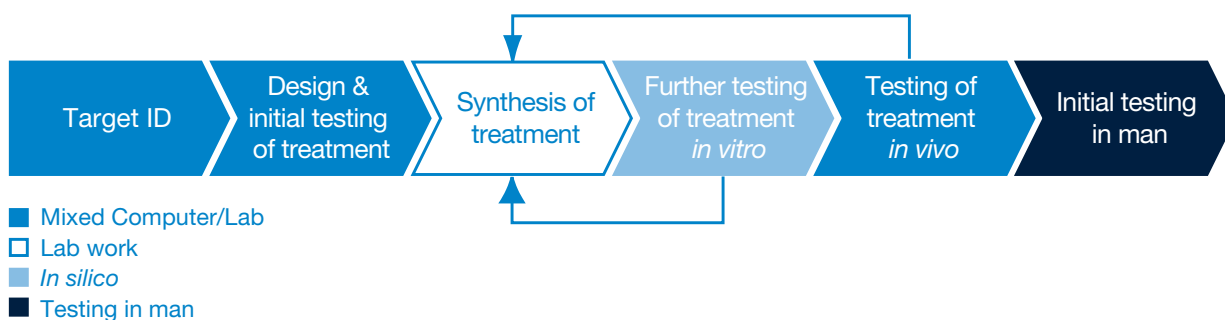 Target ID
Design &
initial testing
of treatment
Synthesis of
treatment
Further testing
of treatment
in vitro
Testing of
treatment
in vivo
Initial testing
in man
Mixed Computer/Lab
Lab work
In silico
Testing in man